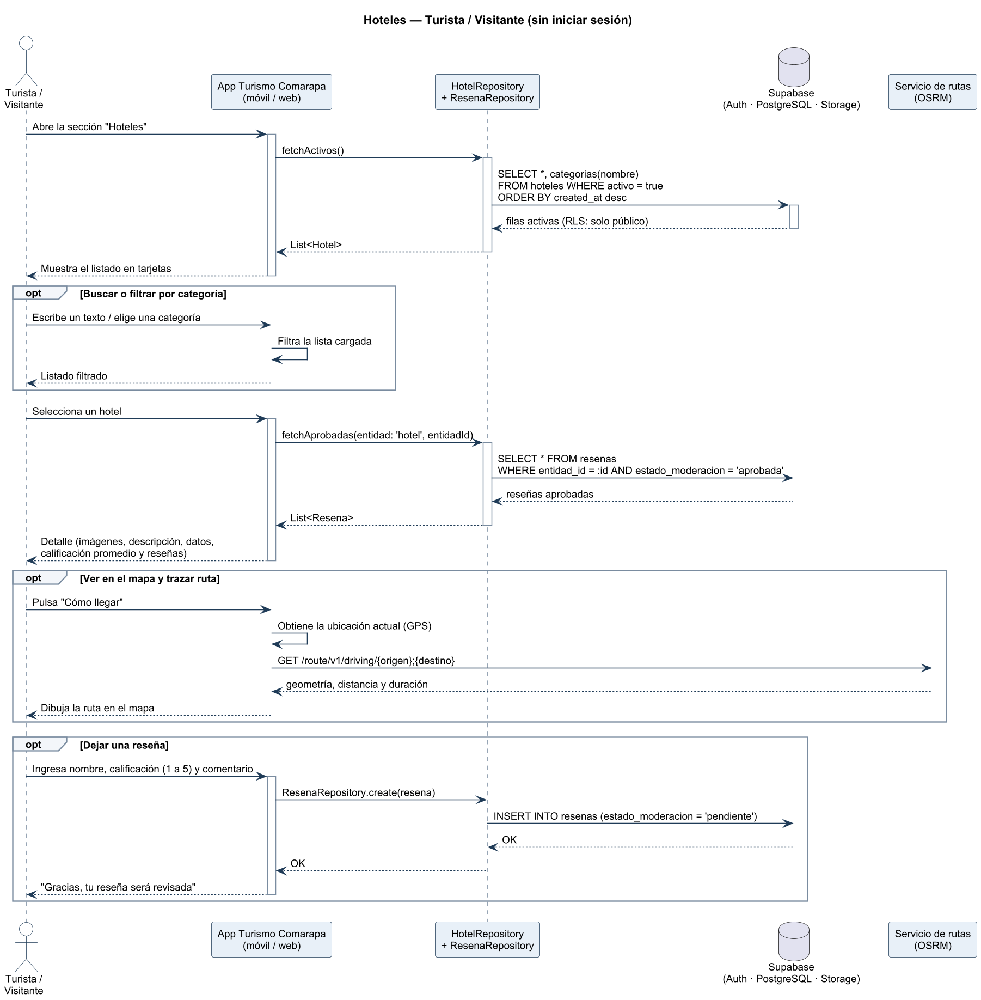 Hoteles — Turista / Visitante (sin iniciar sesión)
Turista /
Visitante
App Turismo Comarapa
(móvil / web)
HotelRepository
+ ResenaRepository
Supabase
(Auth · PostgreSQL · Storage)
Servicio de rutas
(OSRM)
Abre la sección "Hoteles"
fetchActivos()
SELECT *, categorias(nombre)
FROM hoteles WHERE activo = true
ORDER BY created_at desc
filas activas (RLS: solo público)
List<Hotel>
Muestra el listado en tarjetas
opt [Buscar o filtrar por categoría]
Escribe un texto / elige una categoría
Filtra la lista cargada
Listado filtrado
Selecciona un hotel
fetchAprobadas(entidad: 'hotel', entidadId)
SELECT * FROM resenas
WHERE entidad_id = :id AND estado_moderacion = 'aprobada'
reseñas aprobadas
List<Resena>
Detalle (imágenes, descripción, datos,
calificación promedio y reseñas)
opt [Ver en el mapa y trazar ruta]
Pulsa "Cómo llegar"
Obtiene la ubicación actual (GPS)
GET /route/v1/driving/{origen};{destino}
geometría, distancia y duración
Dibuja la ruta en el mapa
opt [Dejar una reseña]
Ingresa nombre, calificación (1 a 5) y comentario
ResenaRepository.create(resena)
INSERT INTO resenas (estado_moderacion = 'pendiente')
OK
OK
"Gracias, tu reseña será revisada"
Turista /
Visitante
App Turismo Comarapa
(móvil / web)
HotelRepository
+ ResenaRepository
Supabase
(Auth · PostgreSQL · Storage)
Servicio de rutas
(OSRM)